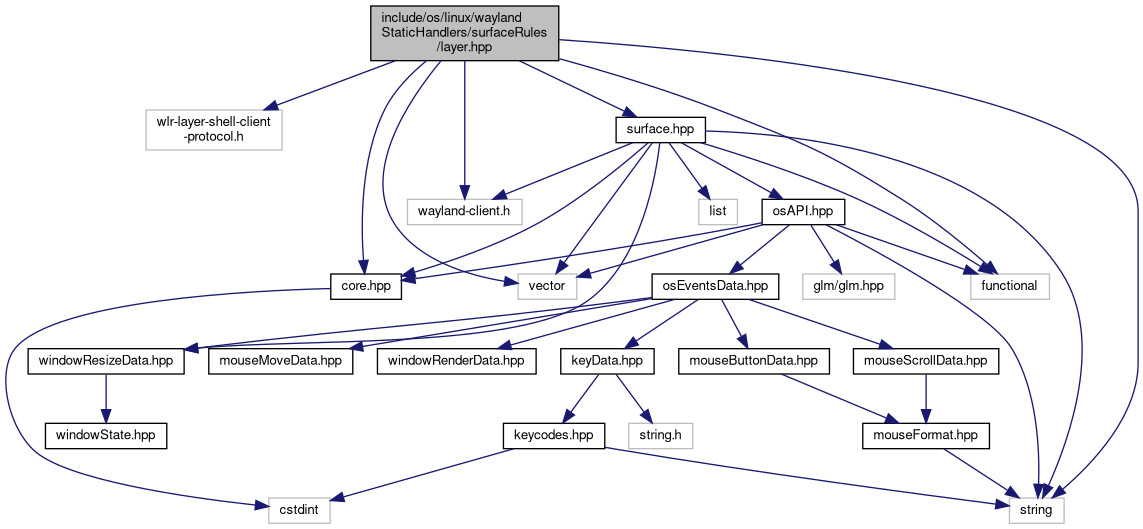 include/os/linux/wayland
StaticHandlers/surfaceRules
/layer.hpp
wlr-layer-shell-client
-protocol.h
surface.hpp
wayland-client.h
list
osAPI.hpp
core.hpp
vector
osEventsData.hpp
glm/glm.hpp
functional
windowResizeData.hpp
mouseMoveData.hpp
windowRenderData.hpp
keyData.hpp
mouseButtonData.hpp
mouseScrollData.hpp
windowState.hpp
keycodes.hpp
string.h
mouseFormat.hpp
cstdint
string